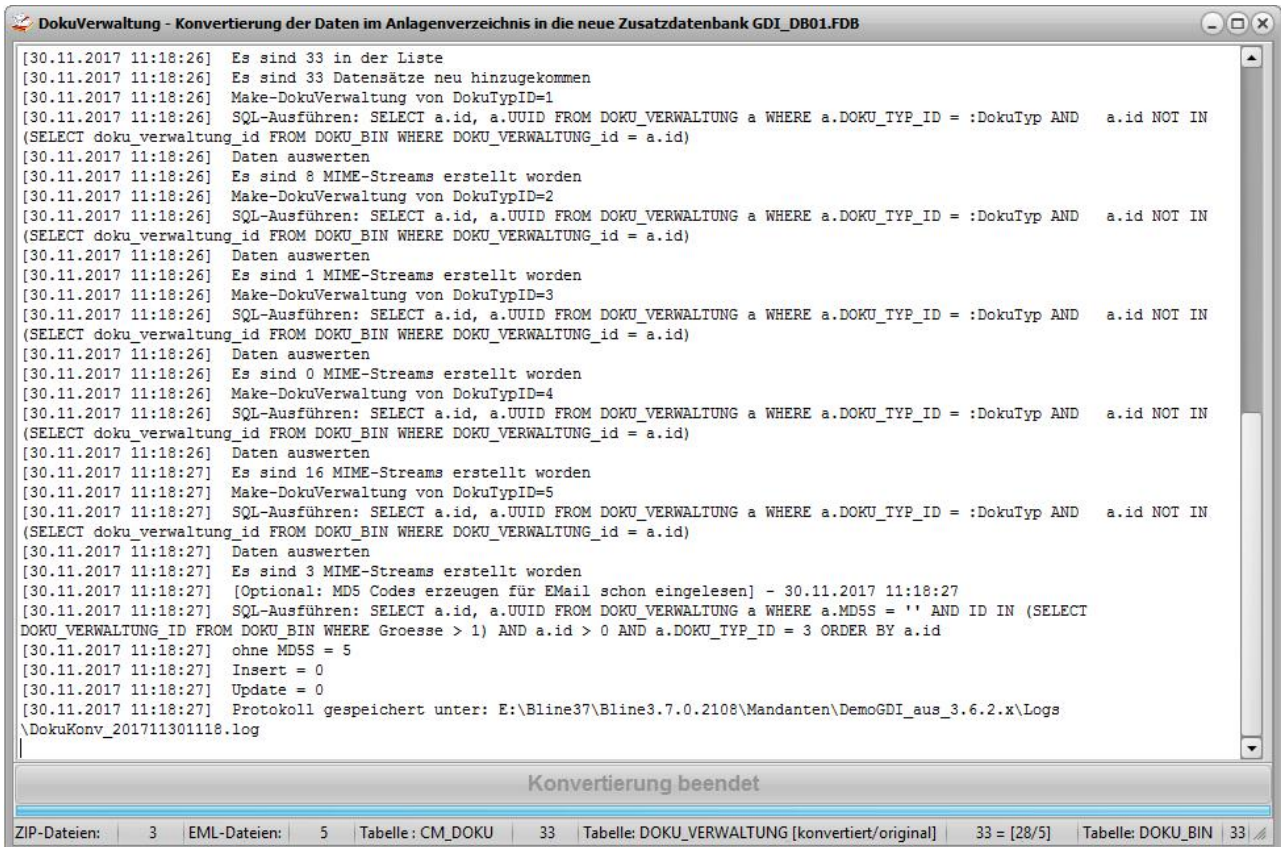 DokuVerwaltung - Konvertierung der Daten im Anlagenverzeichnis in die neue Zusatzdatenbank GDI_DB01.FDB
[30.11.2017 11:18:26] Es sind 33 in der Liste
[30.11.2017 11:18:26] Es sind 33 Datensätze neu hinzugekommen
[30.11.2017 11:18:26] Make-DokuVerwaltung von DokuTypID=1
[30.11.2017 11:18:26] SQL-Ausführen: SELECT a.id, a.UUID FROM DOKU_VERWALTUNG a WHERE a.DOKU_TYP_ID = :DokuTyp AND a.id NOT IN
(SELECT doku_verwaltung_id FROM DOKU_BIN WHERE DOKU_VERWALTUNG_id = a.id)
[30.11.2017 11:18:26] Daten auswerten
[30.11.2017 11:18:26] Es sind 8 MIME-Streams erstellt worden
[30.11.2017 11:18:26] Make-DokuVerwaltung von DokuTypID=2
[30.11.2017 11:18:26] SQL-Ausführen: SELECT a.id, a.UUID FROM DOKU_VERWALTUNG a WHERE a.DOKU_TYP_ID = :DokuTyp AND a.id NOT IN
(SELECT doku_verwaltung_id FROM DOKU_BIN WHERE DOKU_VERWALTUNG_id = a.id)
[30.11.2017 11:18:26] Daten auswerten
[30.11.2017 11:18:26] Es sind 1 MIME-Streams erstellt worden
[30.11.2017 11:18:26] Make-DokuVerwaltung von DokuTypID=3
[30.11.2017 11:18:26] SQL-Ausführen: SELECT a.id, a.UUID FROM DOKU_VERWALTUNG a WHERE a.DOKU_TYP_ID = :DokuTyp AND a.id NOT IN
(SELECT doku_verwaltung_id FROM DOKU_BIN WHERE DOKU_VERWALTUNG_id = a.id)
[30.11.2017 11:18:26] Daten auswerten
[30.11.2017 11:18:26] Es sind 0 MIME-Streams erstellt worden
[30.11.2017 11:18:26] Make-DokuVerwaltung von DokuTypID=4
[30.11.2017 11:18:26] SQL-Ausführen: SELECT a.id, a.UUID FROM DOKU_VERWALTUNG a WHERE a.DOKU_TYP_ID = :DokuTyp AND a.id NOT IN
(SELECT doku_verwaltung_id FROM DOKU_BIN WHERE DOKU_VERWALTUNG_id = a.id)
[30.11.2017 11:18:26] Daten auswerten
[30.11.2017 11:18:27] Es sind 16 MIME-Streams erstellt worden
[30.11.2017 11:18:27] Make-DokuVerwaltung von DokuTypID=5
[30.11.2017 11:18:27] SQL-Ausführen: SELECT a.id, a.UUID FROM DOKU_VERWALTUNG a WHERE a.DOKU_TYP_ID = :DokuTyp AND a.id NOT IN
(SELECT doku_verwaltung_id FROM DOKU_BIN WHERE DOKU_VERWALTUNG_id = a.id)
[30.11.2017 11:18:27] Daten auswerten
[30.11.2017 11:18:27] Es sind 3 MIME-Streams erstellt worden
[30.11.2017 11:18:27] [Optional: MD5 Codes erzeugen für EMail schon eingelesen] - 30.11.2017 11:18:27
[30.11.2017 11:18:27] SQL-Ausführen: SELECT a.id, a.UUID FROM DOKU_VERWALTUNG a WHERE a.MD5S = '' AND ID IN (SELECT
DOKU_VERWALTUNG_ID FROM DOKU_BIN WHERE Groesse > 1) AND a.id > 0 AND a.DOKU_TYP_ID = 3 ORDER BY a.id
[30.11.2017 11:18:27] ohne MD5S = 5
[30.11.2017 11:18:27] Insert = 0
[30.11.2017 11:18:27] Update = 0
[30.11.2017 11:18:27] Protokoll gespeichert unter: E:\Bline37\Bline3.7.0.2108\Mandanten\DemoGDI_aus_3.6.2.x\Logs
\DokuKonv_201711301118.log
Konvertierung beendet
ZIP-Dateien: 3 EML-Dateien: 5 Tabelle : CM_DOKU 33 Tabelle: DOKU_VERWALTUNG [konvertiert/original] 33 = [28/5] Tabelle: DOKU_BIN 33